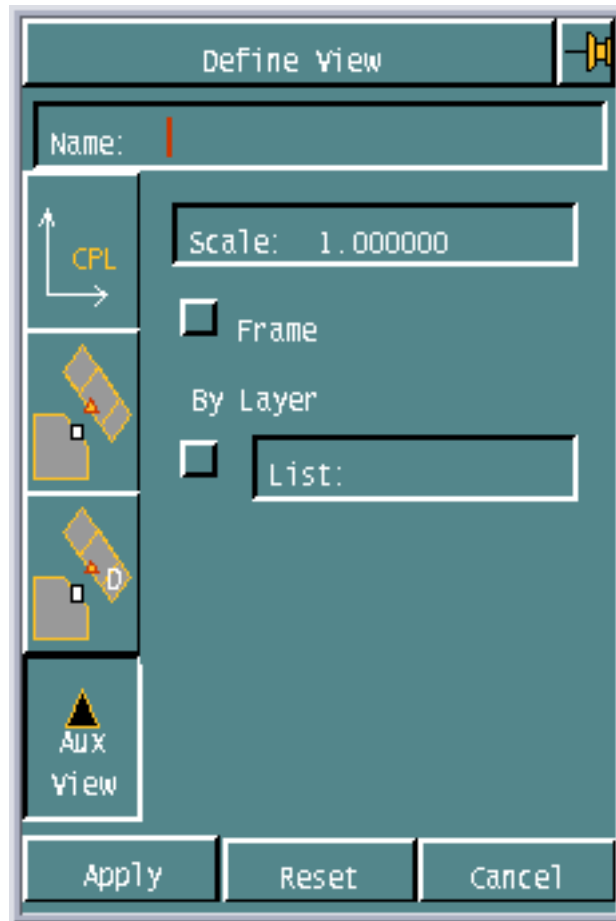 Define View
Name:
CPL
Scale: 1.000000
Frame
By Layer
List:
D
Aux
View
Apply Reset Cancel